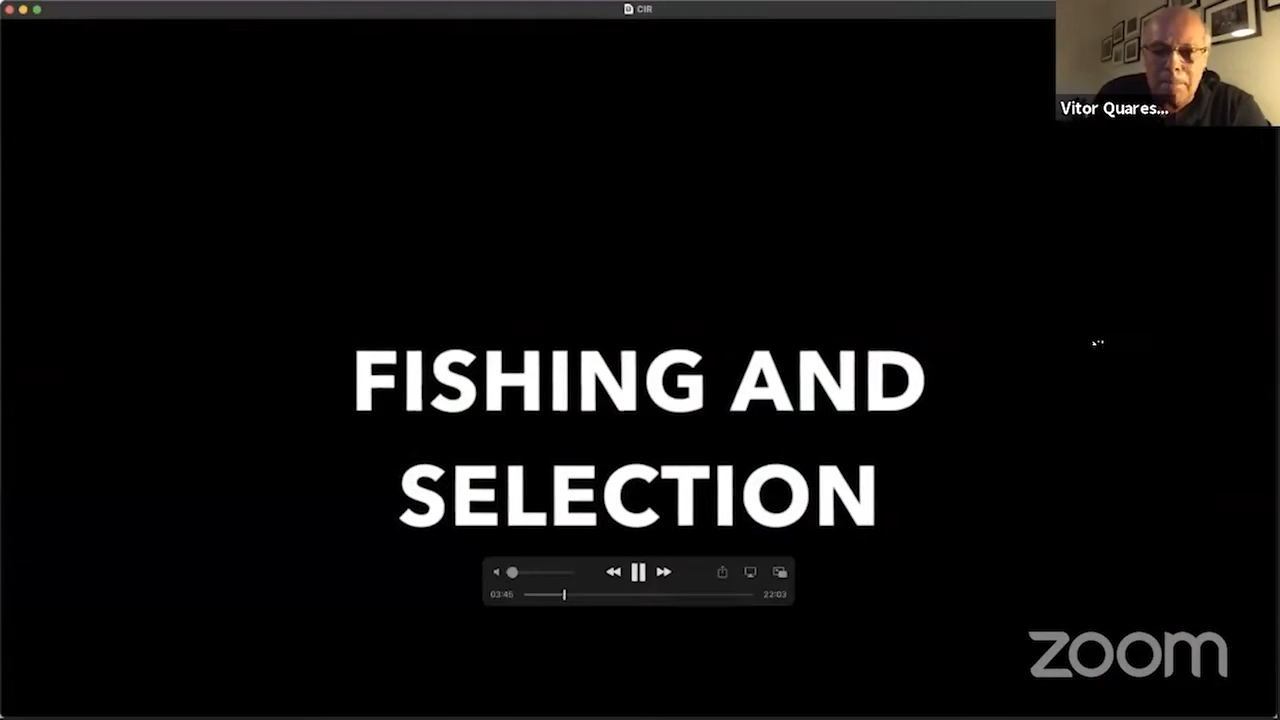 CIR
Vitor Quares...
FISHING AND
SELECTION
03:45
22:03
zoom